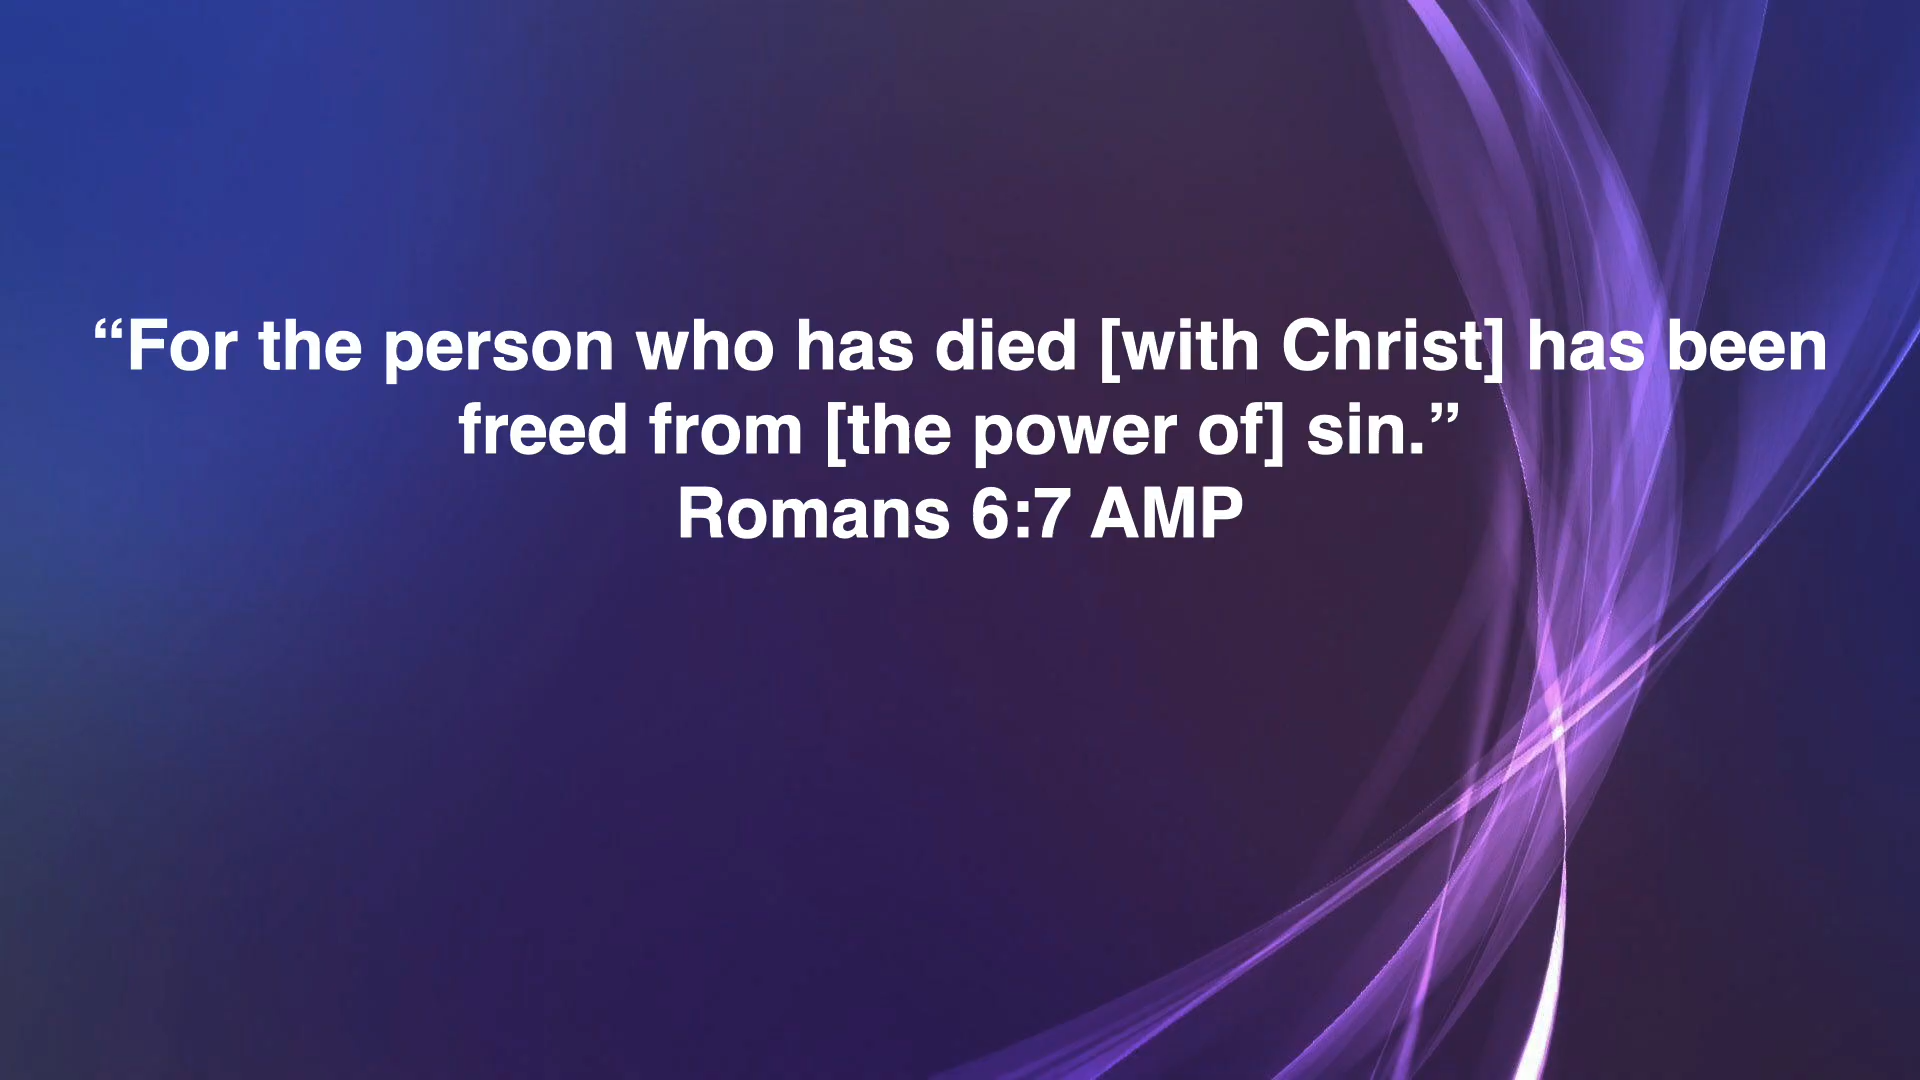 “For the person who has died [with Christ] has been
freed from [the power of] sin.”
Romans 6:7 AMP